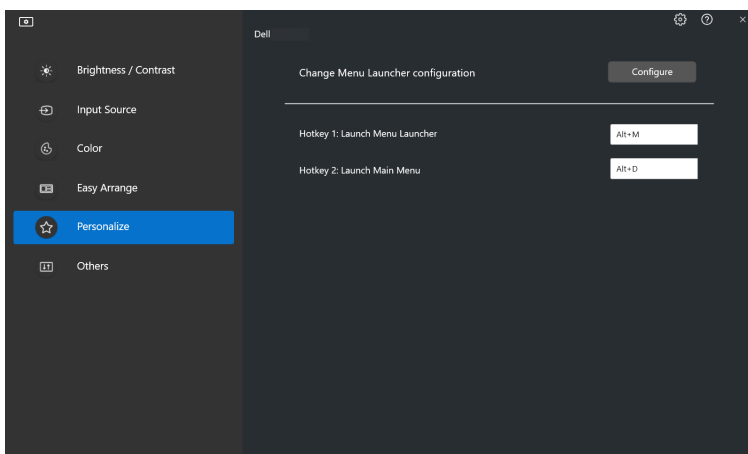 Dell
Brightness / Contrast
Input Source
Color
Easy Arrange
Personalize
Others
Change Menu Launcher configuration
Configure
Hotkey 1: Launch Menu Launcher
Alt+M
Hotkey 2: Launch Main Menu
Alt+D